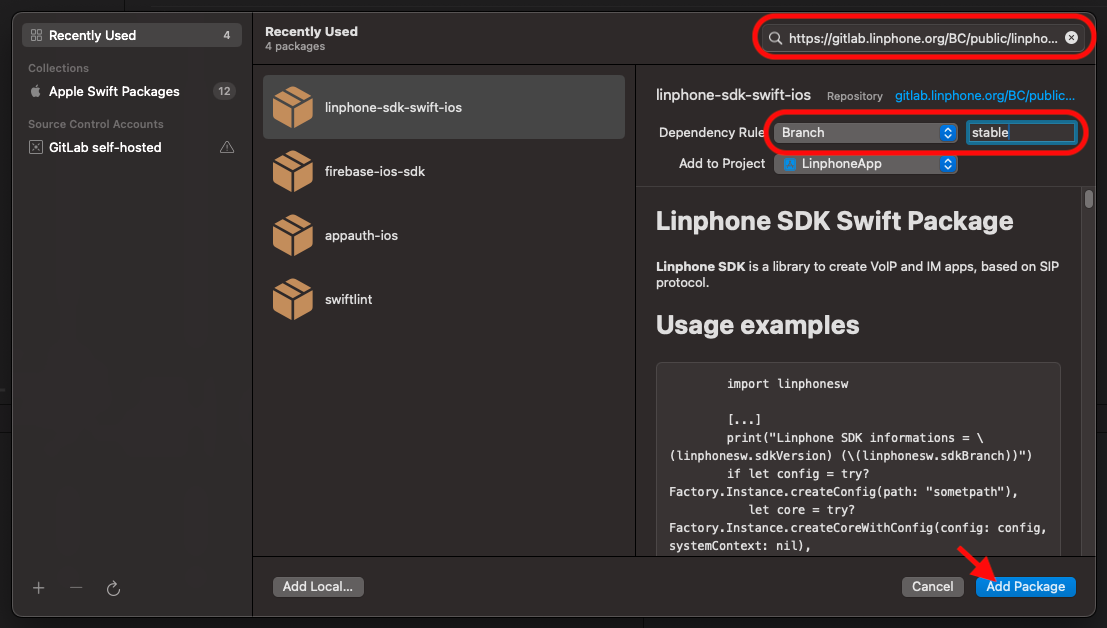 Recently Used 4
Collections
Apple Swift Packages 12
Source Control Accounts
GitLab self-hosted
Recently Used
4 packages
https://gitlab.linphone.org/BC/public/linpho...
linphone-sdk-swift-ios
firebase-ios-sdk
appauth-ios
swiftlint
linphone-sdk-swift-ios Repository gitlab.linphone.org/BC/public...
Dependency Rule Branch stable
Add to Project LinphoneApp
Linphone SDK Swift Package
Linphone SDK is a library to create VoIP and IM apps, based on SIP
protocol.
Usage examples
import linphonesw
[...]
print("Linphone SDK informations = \
(linphonesw.sdkVersion) (\(linphonesw.sdkBranch))")
if let config = try?
Factory.Instance.createConfig(path: "sometpath"),
let core = try?
Factory.Instance.createCoreWithConfig(config: config,
systemContext: nil),
Add Local...
Cancel
Add Package